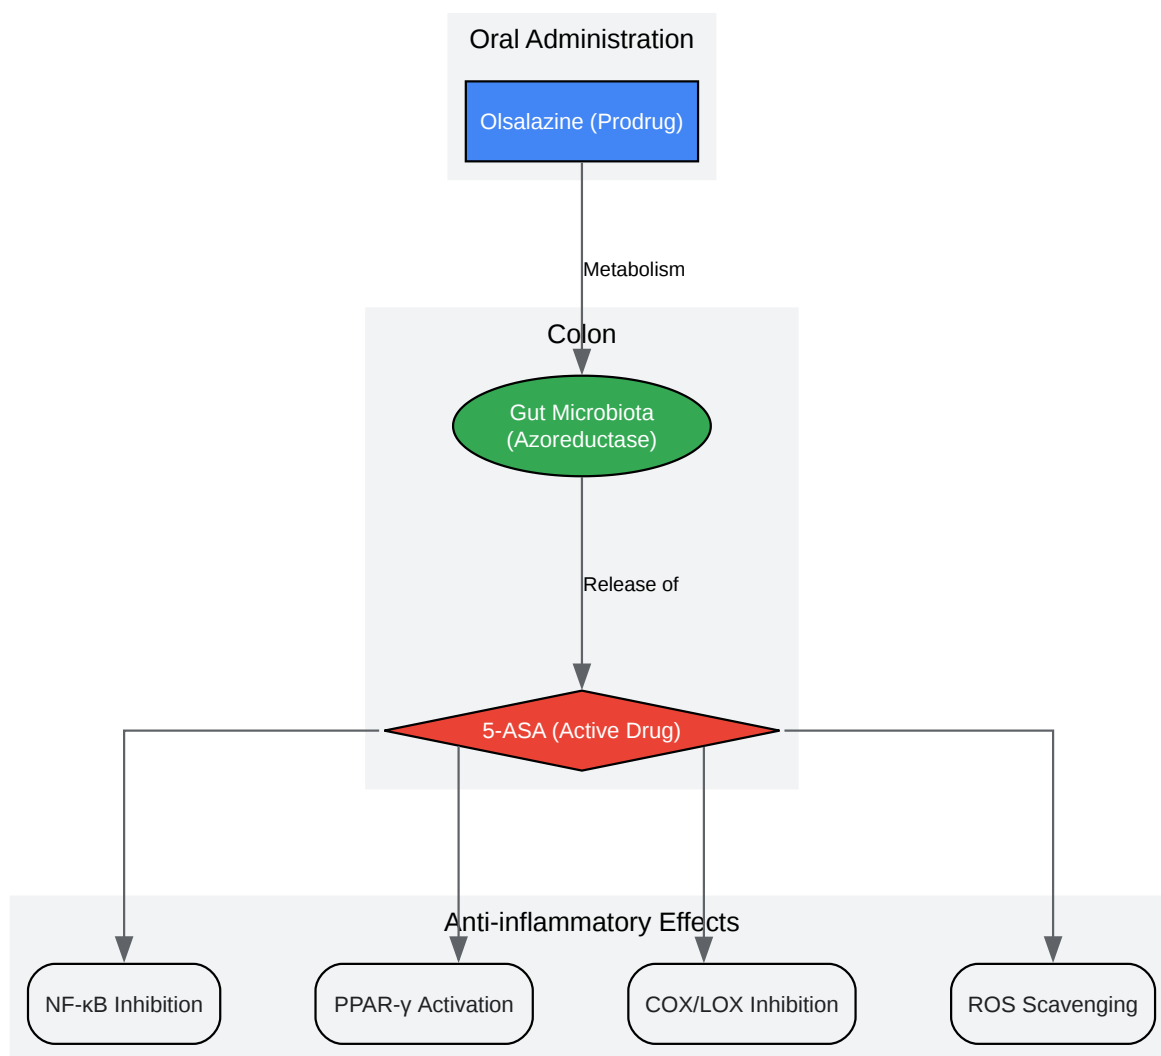 Oral Administration
Olsalazine (Prodrug)
Metabolism
Colon
Gut Microbiota
(Azoreductase)
Release of
5-ASA (Active Drug)
Anti-inflammatory Effects
NF-κB Inhibition
PPAR-γ Activation
COX/LOX Inhibition
ROS Scavenging